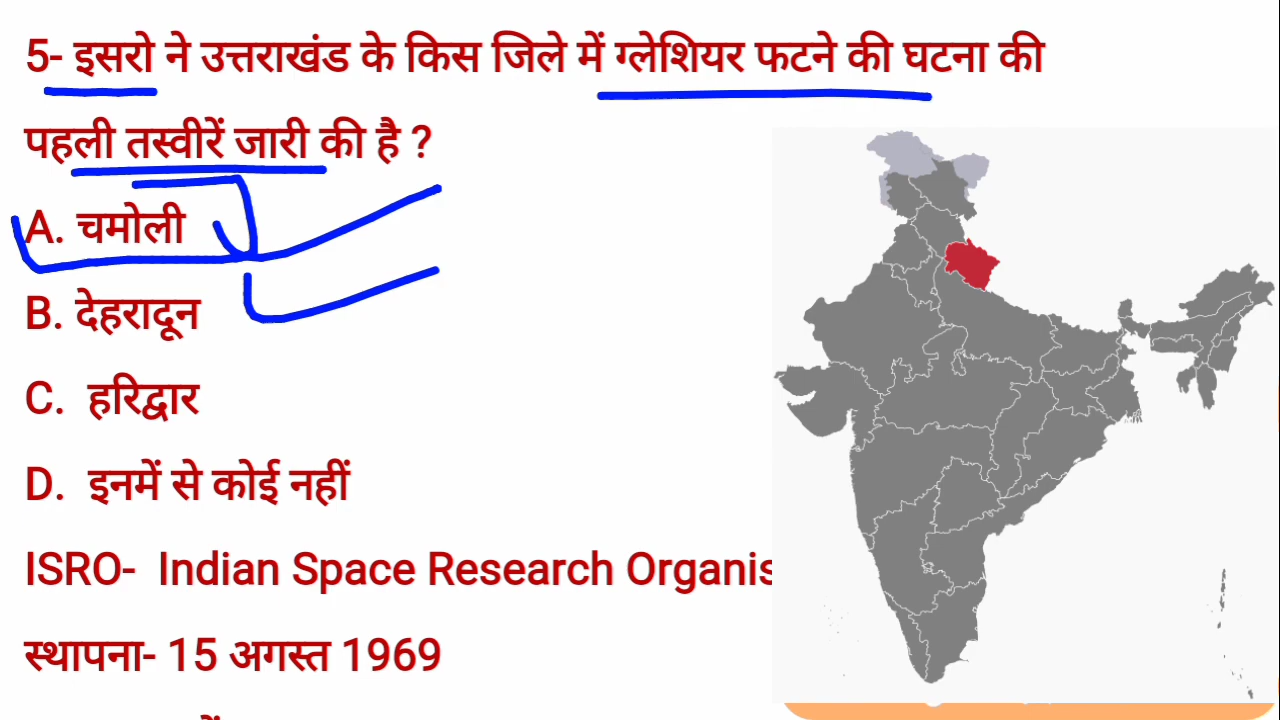 5- इसरो ने उत्तराखंड के किस जिले में ग्लेशियर फटने की घटना की
पहली तस्वीरें जारी की है ?
A. चमोली
B. देहरादून
C. हरिद्वार
D. इनमें से कोई नहीं
ISRO- Indian Space Research Organis
स्थापना- 15 अगस्त 1969